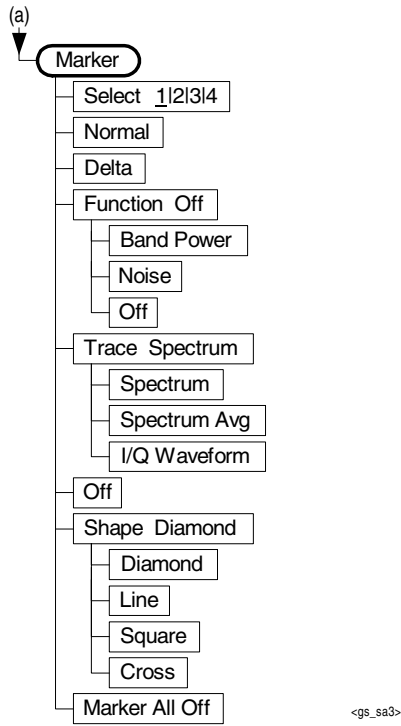 (a)
Marker
Select 1|2|3|4
Normal
Delta
Function Off
Band Power
Noise
Off
Trace Spectrum
Spectrum
Spectrum Avg
I/Q Waveform
Off
Shape Diamond
Diamond
Line
Square
Cross
Marker All Off
<gs_sa3>